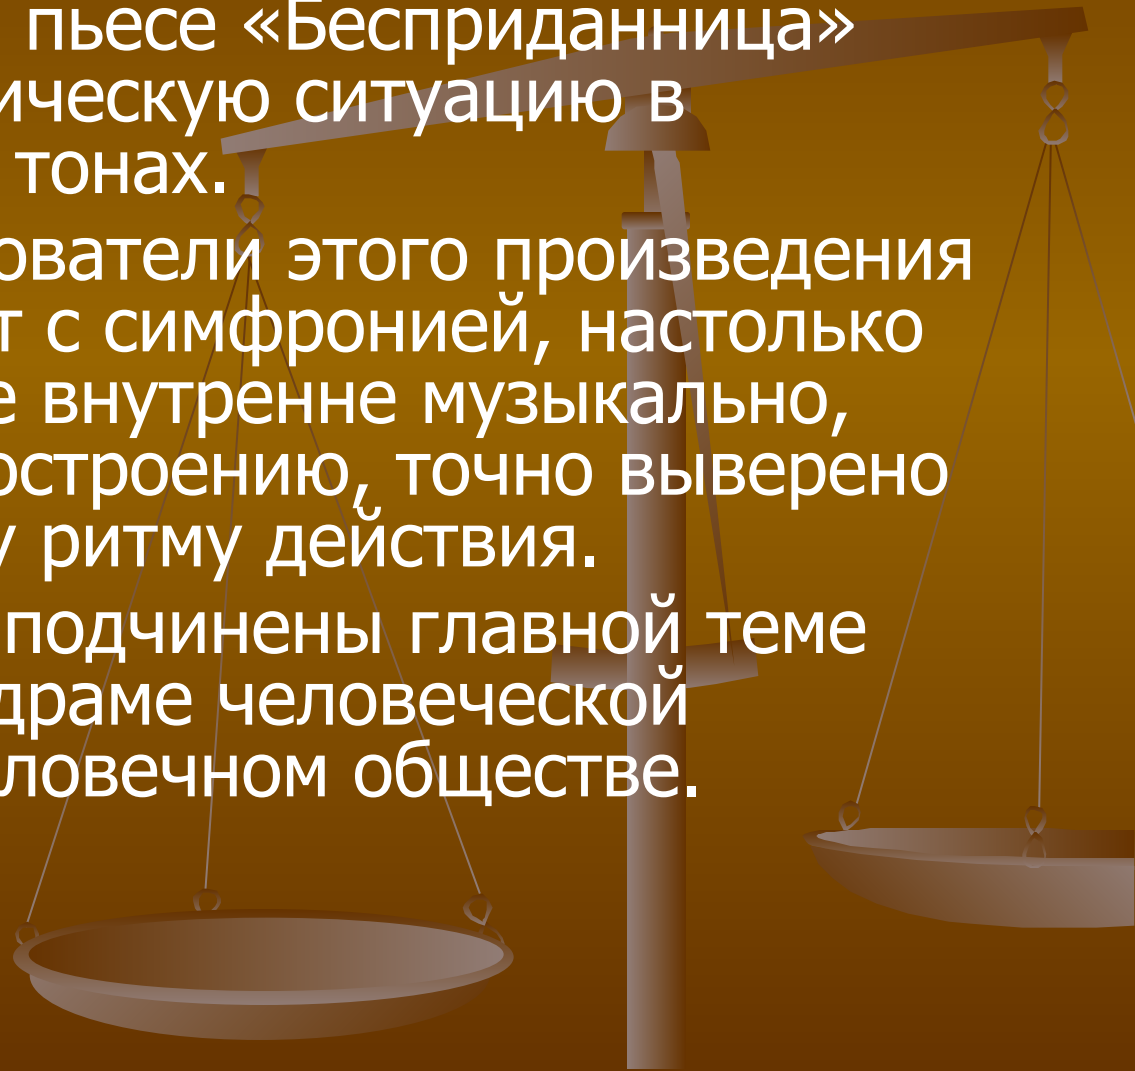 пьесе «Бесприданница»
ическую ситуацию в
тонах.
ователи этого произведения
т с симфронией, настолько
е внутренне музыкально,
остроению, точно выверено
у ритму действия.
подчинены главной теме
драме человеческой
ловечном обществе.